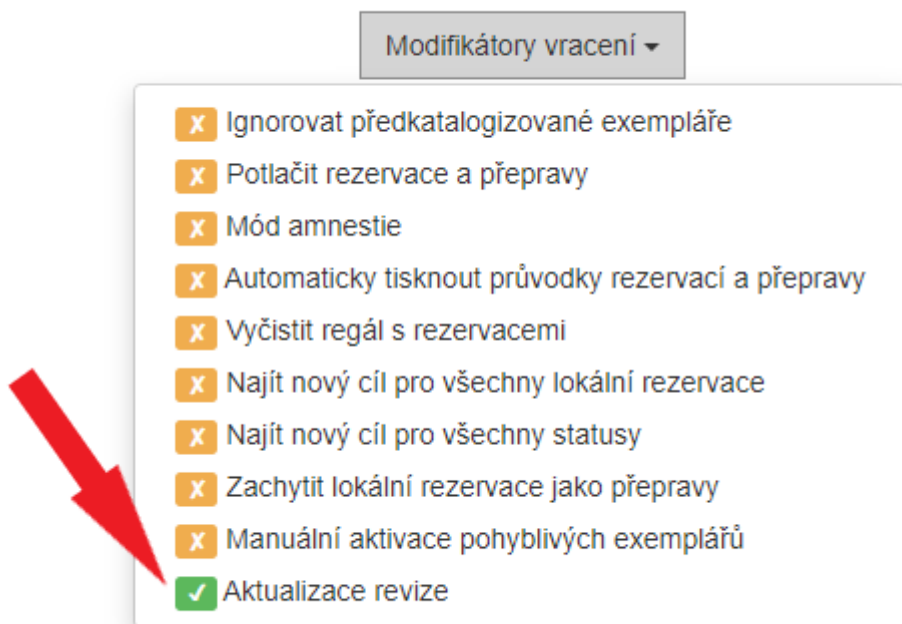 Modifikátory vracení
Ignorovat předkatalogizované exempláře
Potlačit rezervace a přepravy
Mód amnestie
Automaticky tisknout průvodky rezervací a přepravy
Vyčistit regál s rezervacemi
Najít nový cíl pro všechny lokální rezervace
Najít nový cíl pro všechny statusy
Zachytit lokální rezervace jako přepravy
Manuální aktivace pohyblivých exemplářů
Aktualizace revize